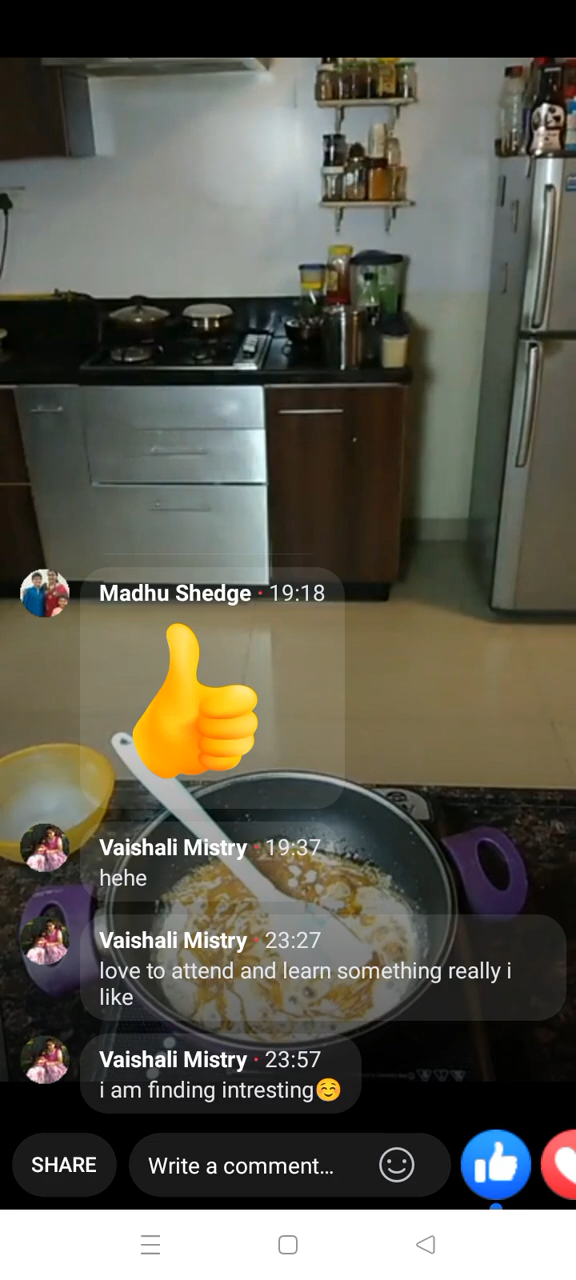 Madhu Shedge · 19:18
Vaishali Mistry · 19:37
hehe
Vaishali Mistry · 23:27
love to attend and learn something really i
like
Vaishali Mistry · 23:57
i am finding intresting☺️
SHARE
Write a comment...